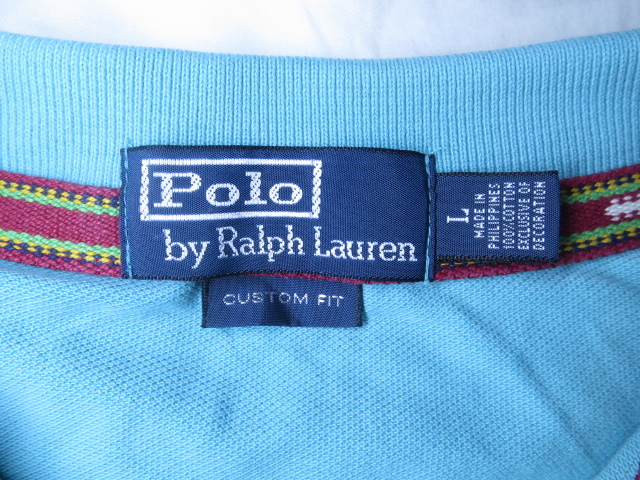 Polo
by Ralph Lauren
CUSTOM FIT
L
MADE IN
PHILIPPINES
100% COTTON
EXCLUSIVE OF
DECORATION